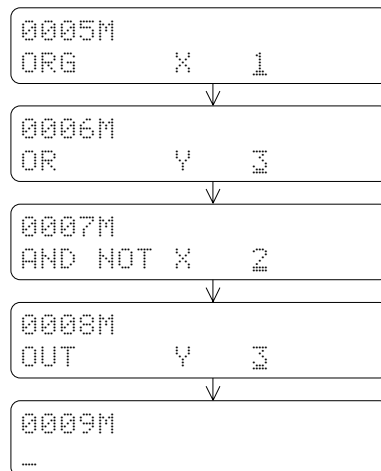 0005M
ORG X 1
0006M
OR Y 3
0007M
AND NOT X 2
0008M
OUT Y 3
0009M
_